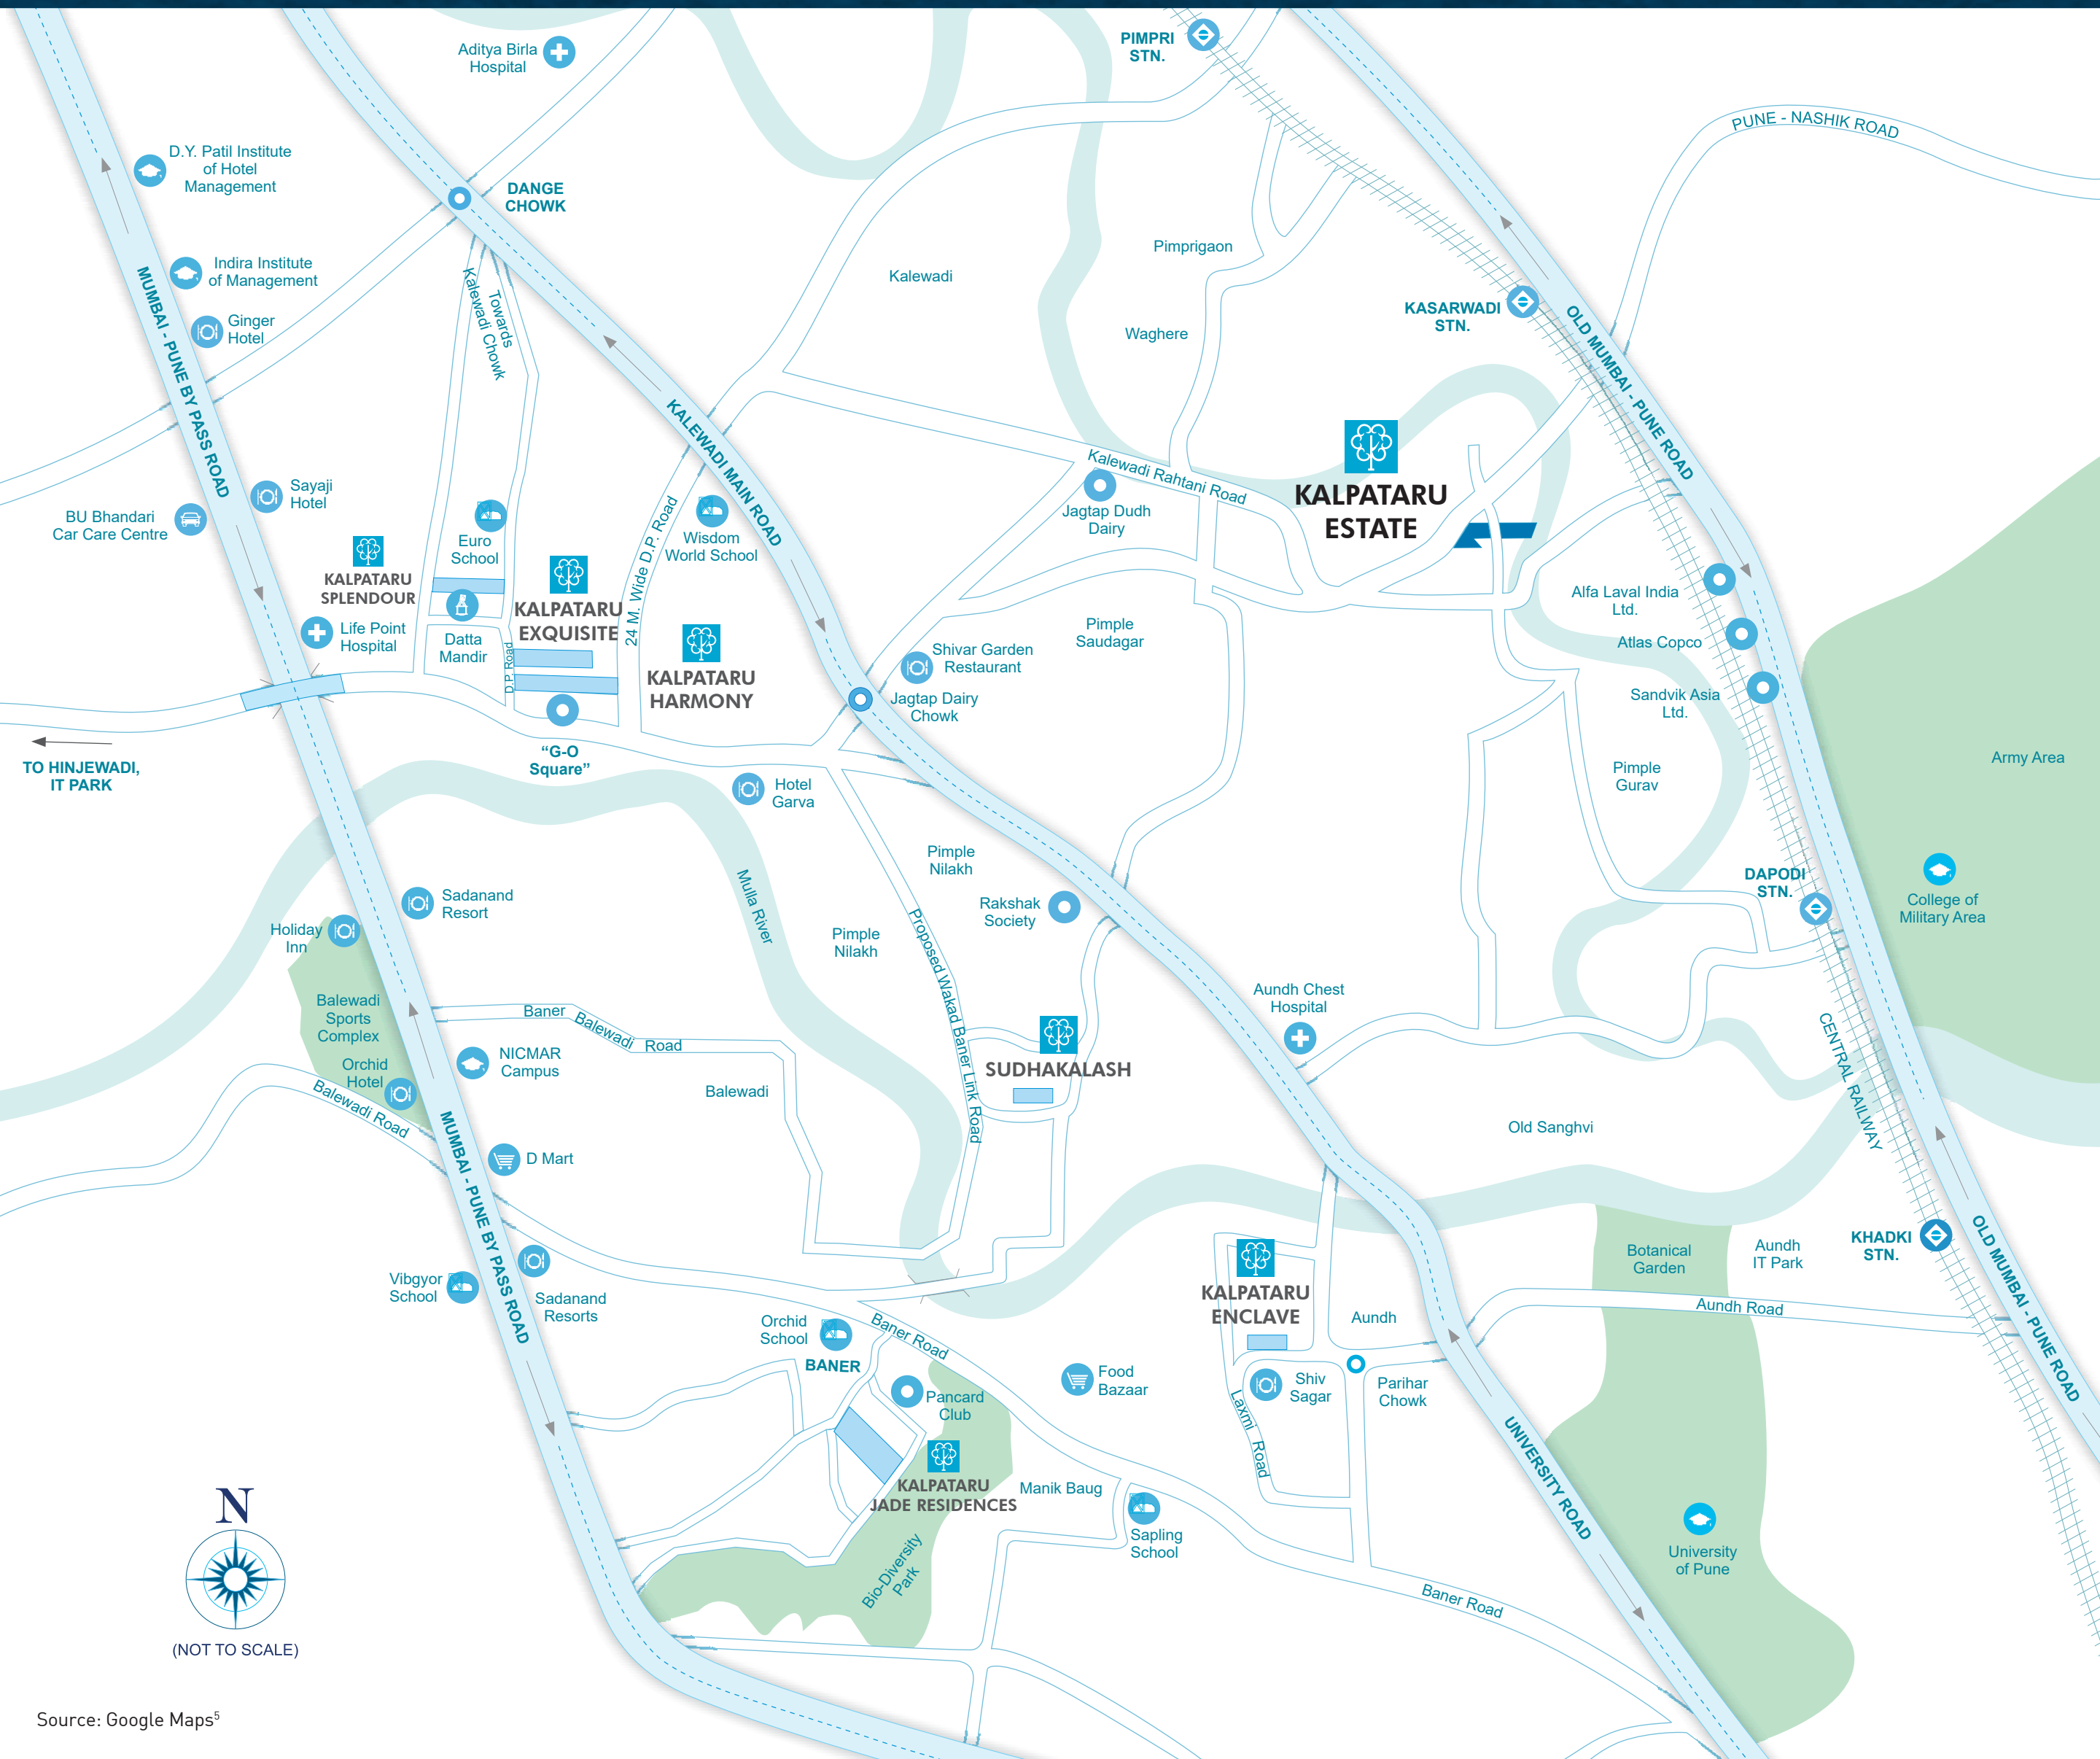 Aditya Birla
Hospital
PIMPRI
STN.
PUNE - NASHIK ROAD
D.Y. Patil Institute
of Hotel
Management
DANGE
CHOWK
Indira Institute
of Management
Ginger
Hotel
MUMBAI - PUNE BY PASS ROAD
Towards
Kalewadi Chowk
Kalewadi
Pimprigaon
Waghere
KASARWADI
STN.
OLD MUMBAI - PUNE ROAD
KALEWADI MAIN ROAD
Kalewadi Rahtani Road
KALPATARU
ESTATE
Sayaji
Hotel
BU Bhandari
Car Care Centre
Euro
School
Wisdom
World School
24 M. Wide D.P. Road
Jagtap Dudh
Dairy
KALPATARU
SPLENDOUR
KALPATARU
EXQUISITE
Life Point
Hospital
Datta
Mandir
D.P. Road
KALPATARU
HARMONY
Shivar Garden
Restaurant
Jagtap Dairy
Chowk
Pimple
Saudagar
Alfa Laval India
Ltd.
Atlas Copco
Sandvik Asia
Ltd.
TO HINJEWADI,
IT PARK
“G-O
Square”
Hotel
Garva
Pimple
Gurav
Army Area
Mulla River
Pimple
Nilakh
Pimple
Nilakh
Rakshak
Society
DAPODI
STN.
College of
Military Area
Sadanand
Resort
Holiday
Inn
Proposed Wakad Baner Link Road
Aundh Chest
Hospital
Balewadi
Sports
Complex
Baner Balewadi Road
NICMAR
Campus
Orchid
Hotel
Balewadi Road
Balewadi
SUDHAKALASH
CENTRAL RAILWAY
Old Sanghvi
D Mart
MUMBAI - PUNE BY PASS ROAD
Vibgyor
School
Sadanand
Resorts
KALPATARU
ENCLAVE
Aundh
Botanical
Garden
Aundh
IT Park
KHADKI
STN.
Aundh Road
OLD MUMBAI - PUNE ROAD
Orchid
School
BANER
Baner Road
Pancard
Club
Food
Bazaar
Shiv
Sagar
Parihar
Chowk
Laxmi Road
UNIVERSITY ROAD
KALPATARU
JADE RESIDENCES
Manik Baug
Sapling
School
Bio-Diversity
Park
Baner Road
University
of Pune
N
(NOT TO SCALE)
Source: Google Maps5